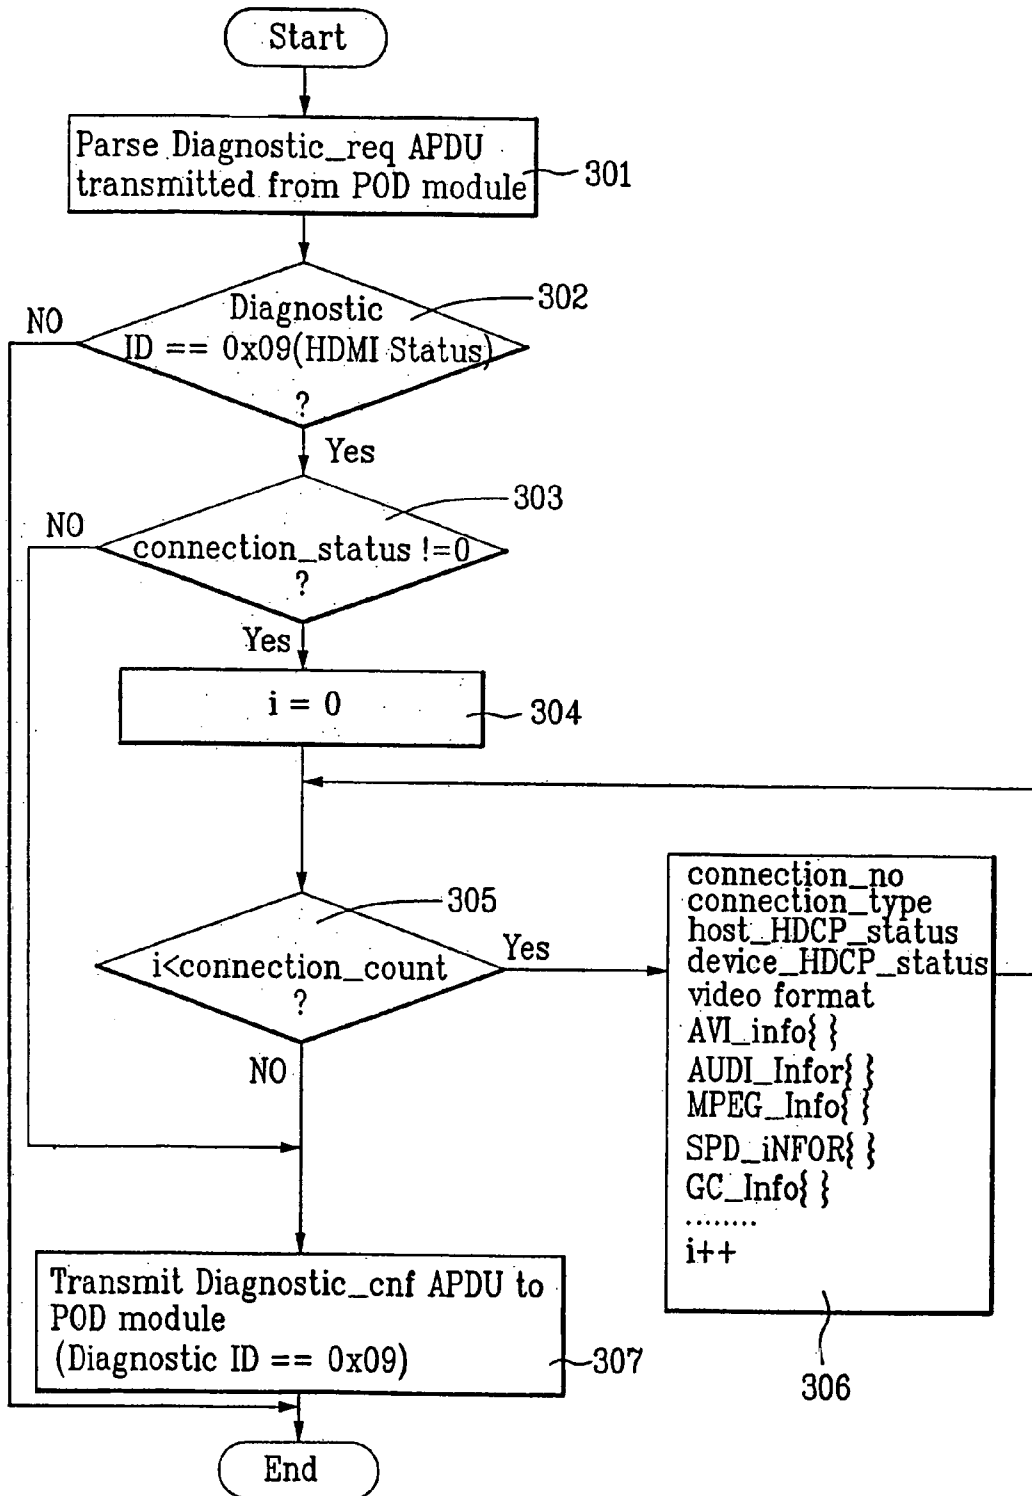 Start
Parse Diagnostic_req APDU
transmitted from POD module
301
Diagnostic
ID == 0x09(HDMI Status)
?
302
NO
Yes
303
NO
connection_status !=0
?
Yes
i = 0
304
305
i<connection_count
?
Yes
NO
connection_no
connection_type
host_HDCP_status
device_HDCP_status
video format
AVI_info{ }
AUDI_Infor{ }
MPEG_Info{ }
SPD_iNFOR{ }
GC_Info{ }
........
i++
306
Transmit Diagnostic_cnf APDU to
POD module
(Diagnostic ID == 0x09)
307
End